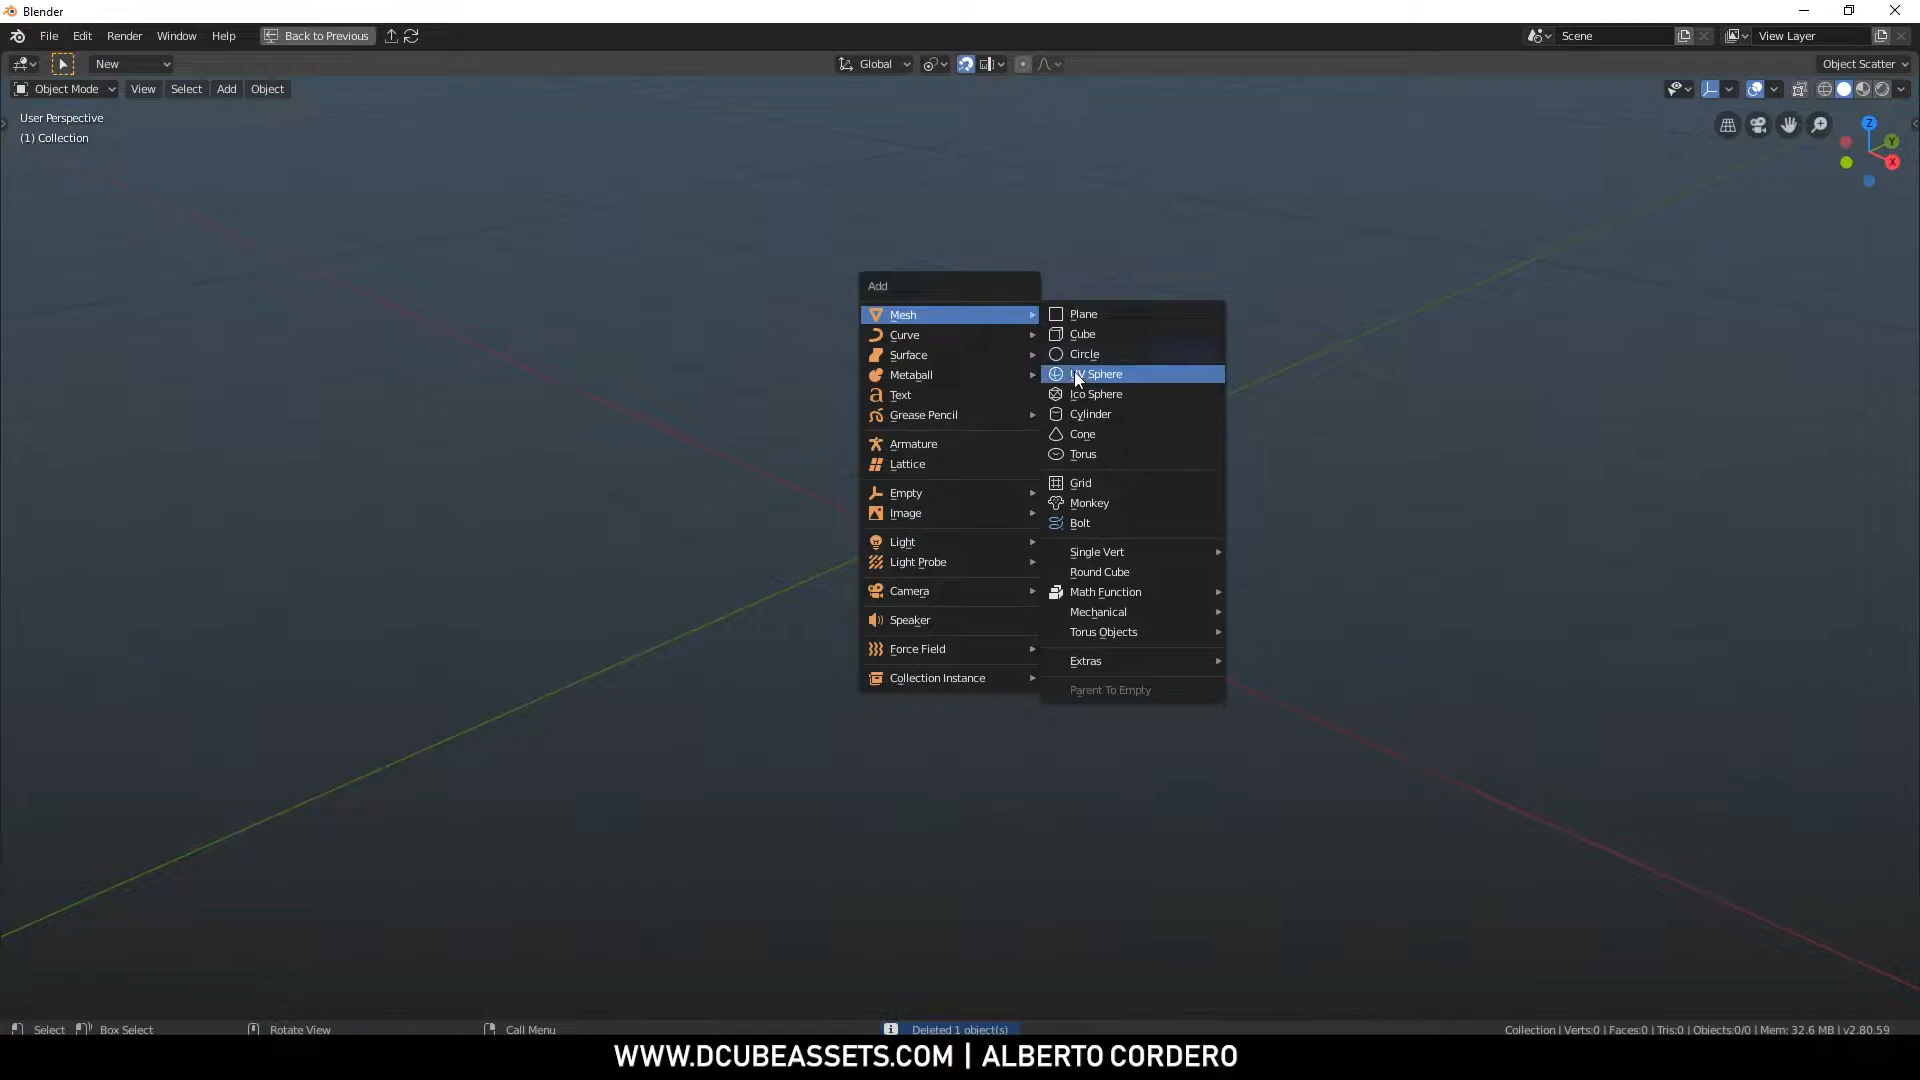 Blender
File Edit Render Window Help Back to Previous Scene View Layer
New Global Object Scatter
Object Mode View Select Add Object
User Perspective
(1) Collection
Z
Y
X
Add
Mesh
Curve
Surface
Metaball
Text
Grease Pencil
Armature
Lattice
Empty
Image
Light
Light Probe
Camera
Speaker
Force Field
Collection Instance
Plane
Cube
Circle
UV Sphere
Ico Sphere
Cylinder
Cone
Torus
Grid
Monkey
Bolt
Single Vert
Round Cube
Math Function
Mechanical
Torus Objects
Extras
Parent To Empty
Select Box Select Rotate View Call Menu Deleted 1 object(s) Collection | Verts:0 | Faces:0 | Tris:0 | Objects:0/0 | Mem: 32.6 MB | v2.80.59
WWW.DCUBEASSETS.COM | ALBERTO CORDERO